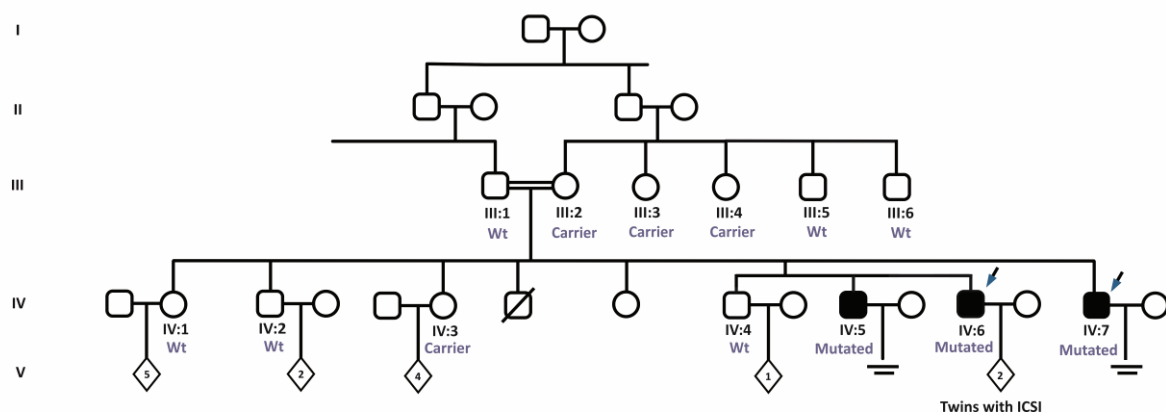 I
II
III
III:1 III:2 III:3 III:4 III:5 III:6
Wt Carrier Carrier Carrier Wt Wt
IV
IV:1 IV:2 IV:3 IV:4 IV:5 IV:6 IV:7
Wt Wt Carrier Wt Mutated Mutated Mutated
V
5 2 4 1 2
Twins with ICSI